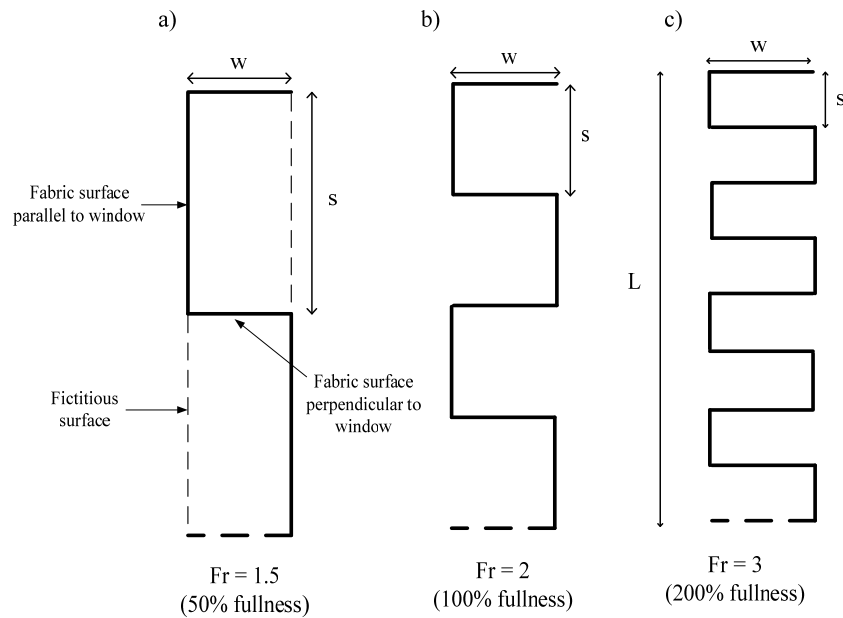 a)
w
s
Fabric surface
parallel to window
Fictitious
surface
Fabric surface
perpendicular to
window
Fr = 1.5
(50% fullness)
b)
w
s
Fr = 2
(100% fullness)
c)
w
s
L
Fr = 3
(200% fullness)